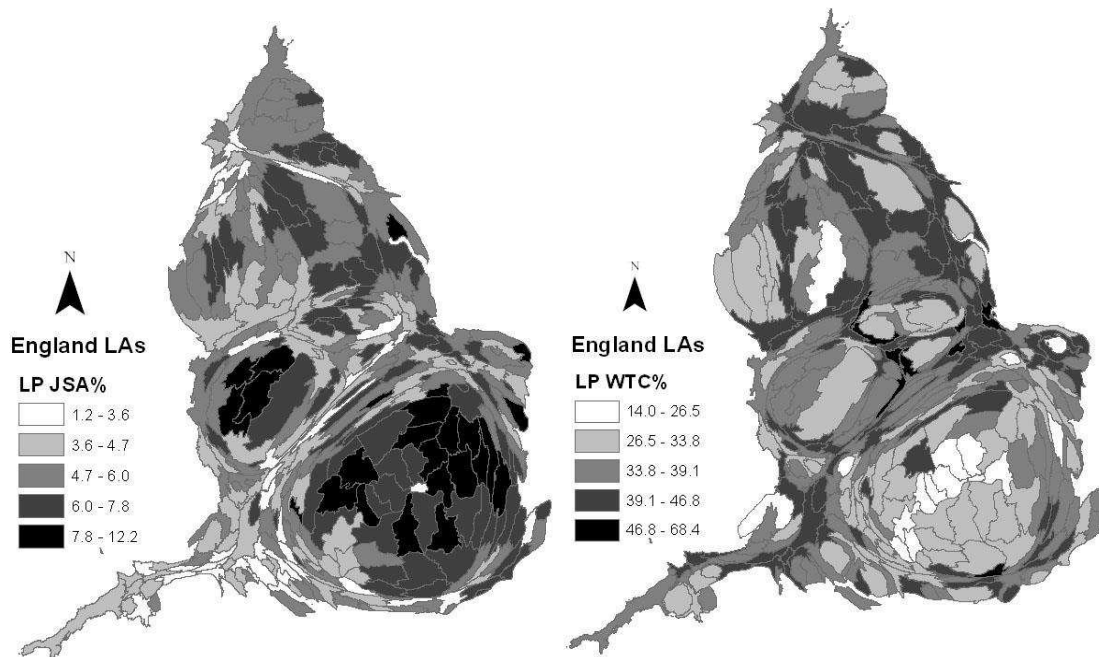 N
England LAs
LP JSA%
1.2 - 3.6
3.6 - 4.7
4.7 - 6.0
6.0 - 7.8
7.8 - 12.2
N
England LAs
LP WTC%
14.0 - 26.5
26.5 - 33.8
33.8 - 39.1
39.1 - 46.8
46.8 - 68.4